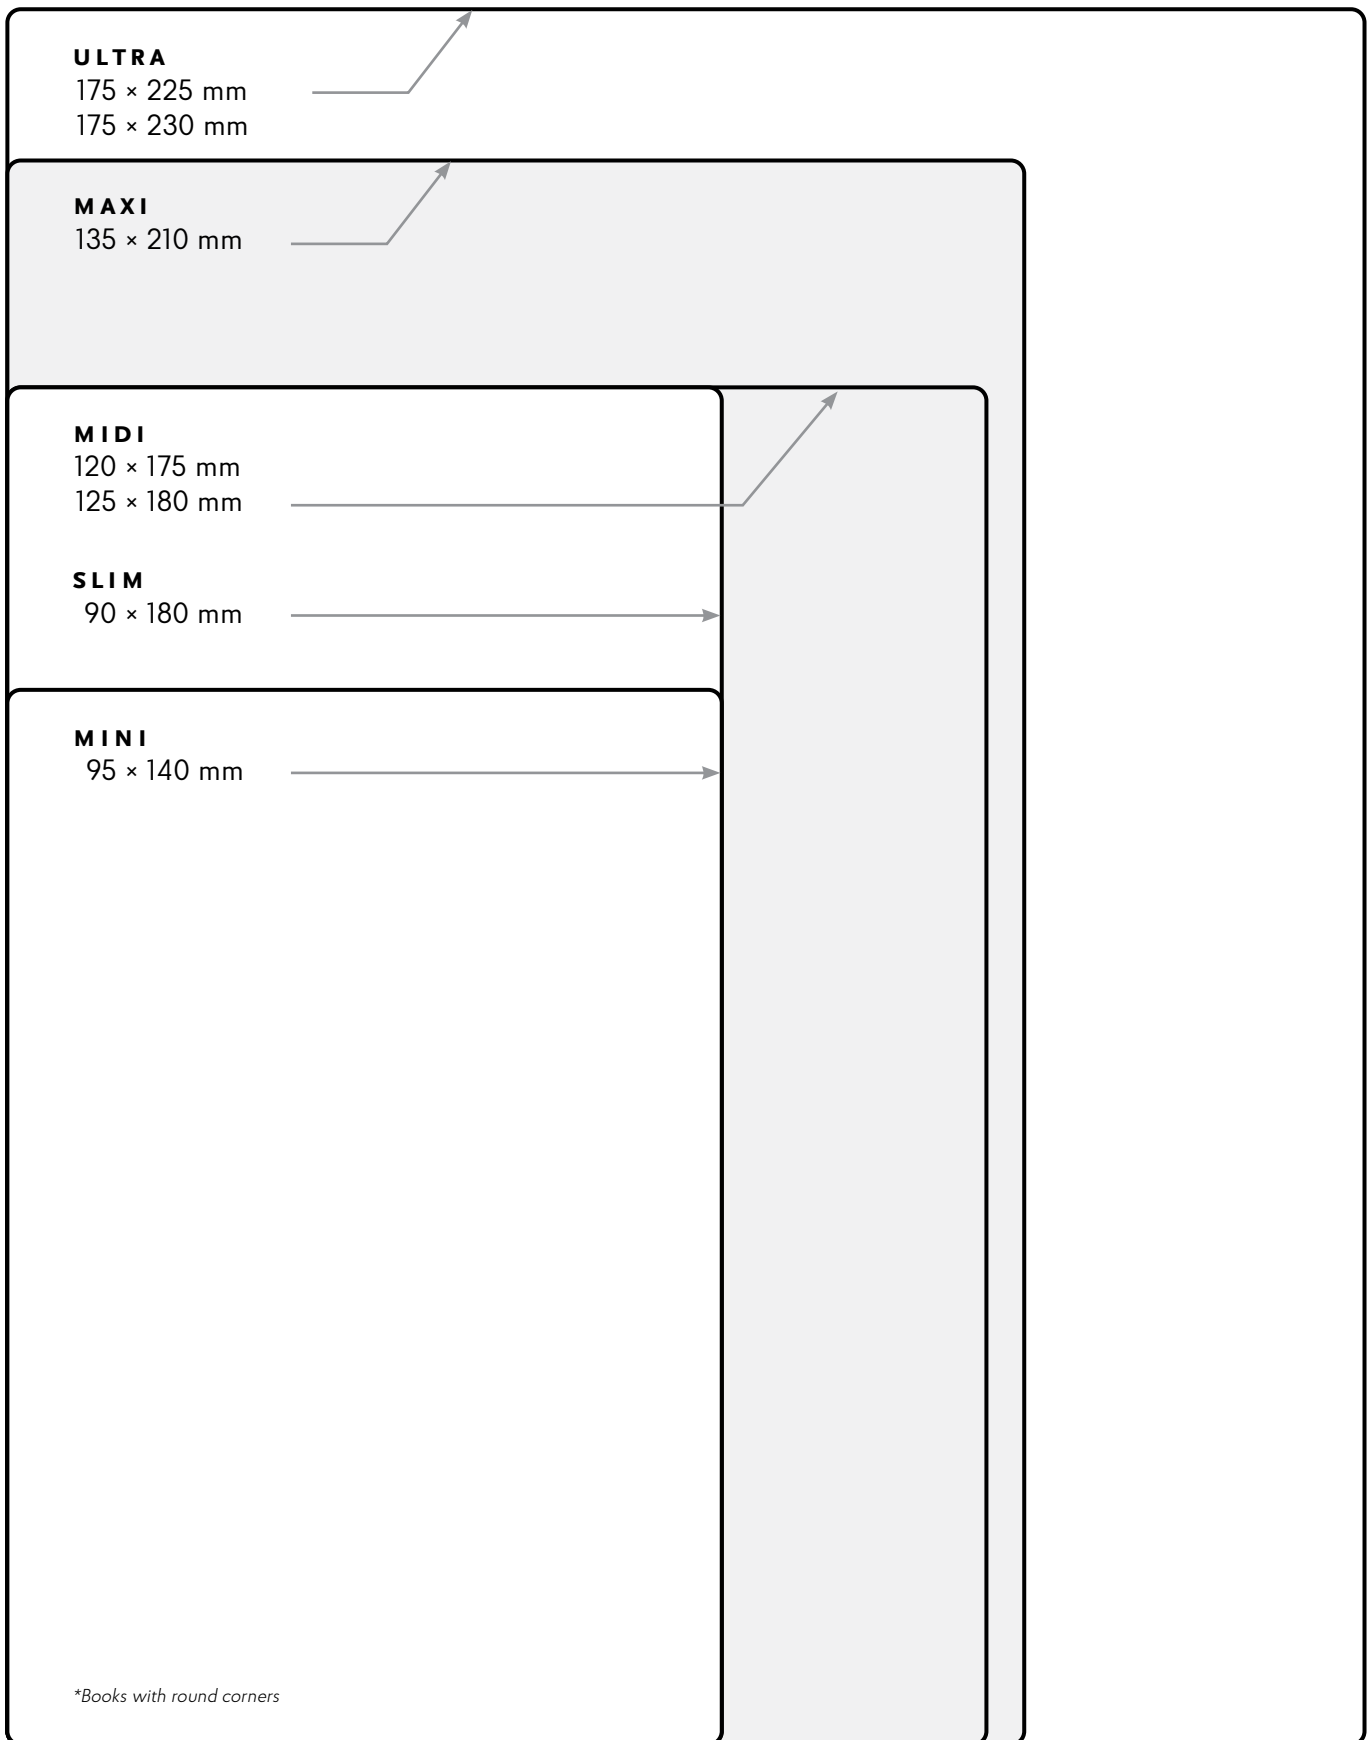 ULTRA
175 × 225 mm
175 × 230 mm
MAXI
135 × 210 mm
MIDI
120 × 175 mm
125 × 180 mm
SLIM
90 × 180 mm
MINI
95 × 140 mm
*Books with round corners